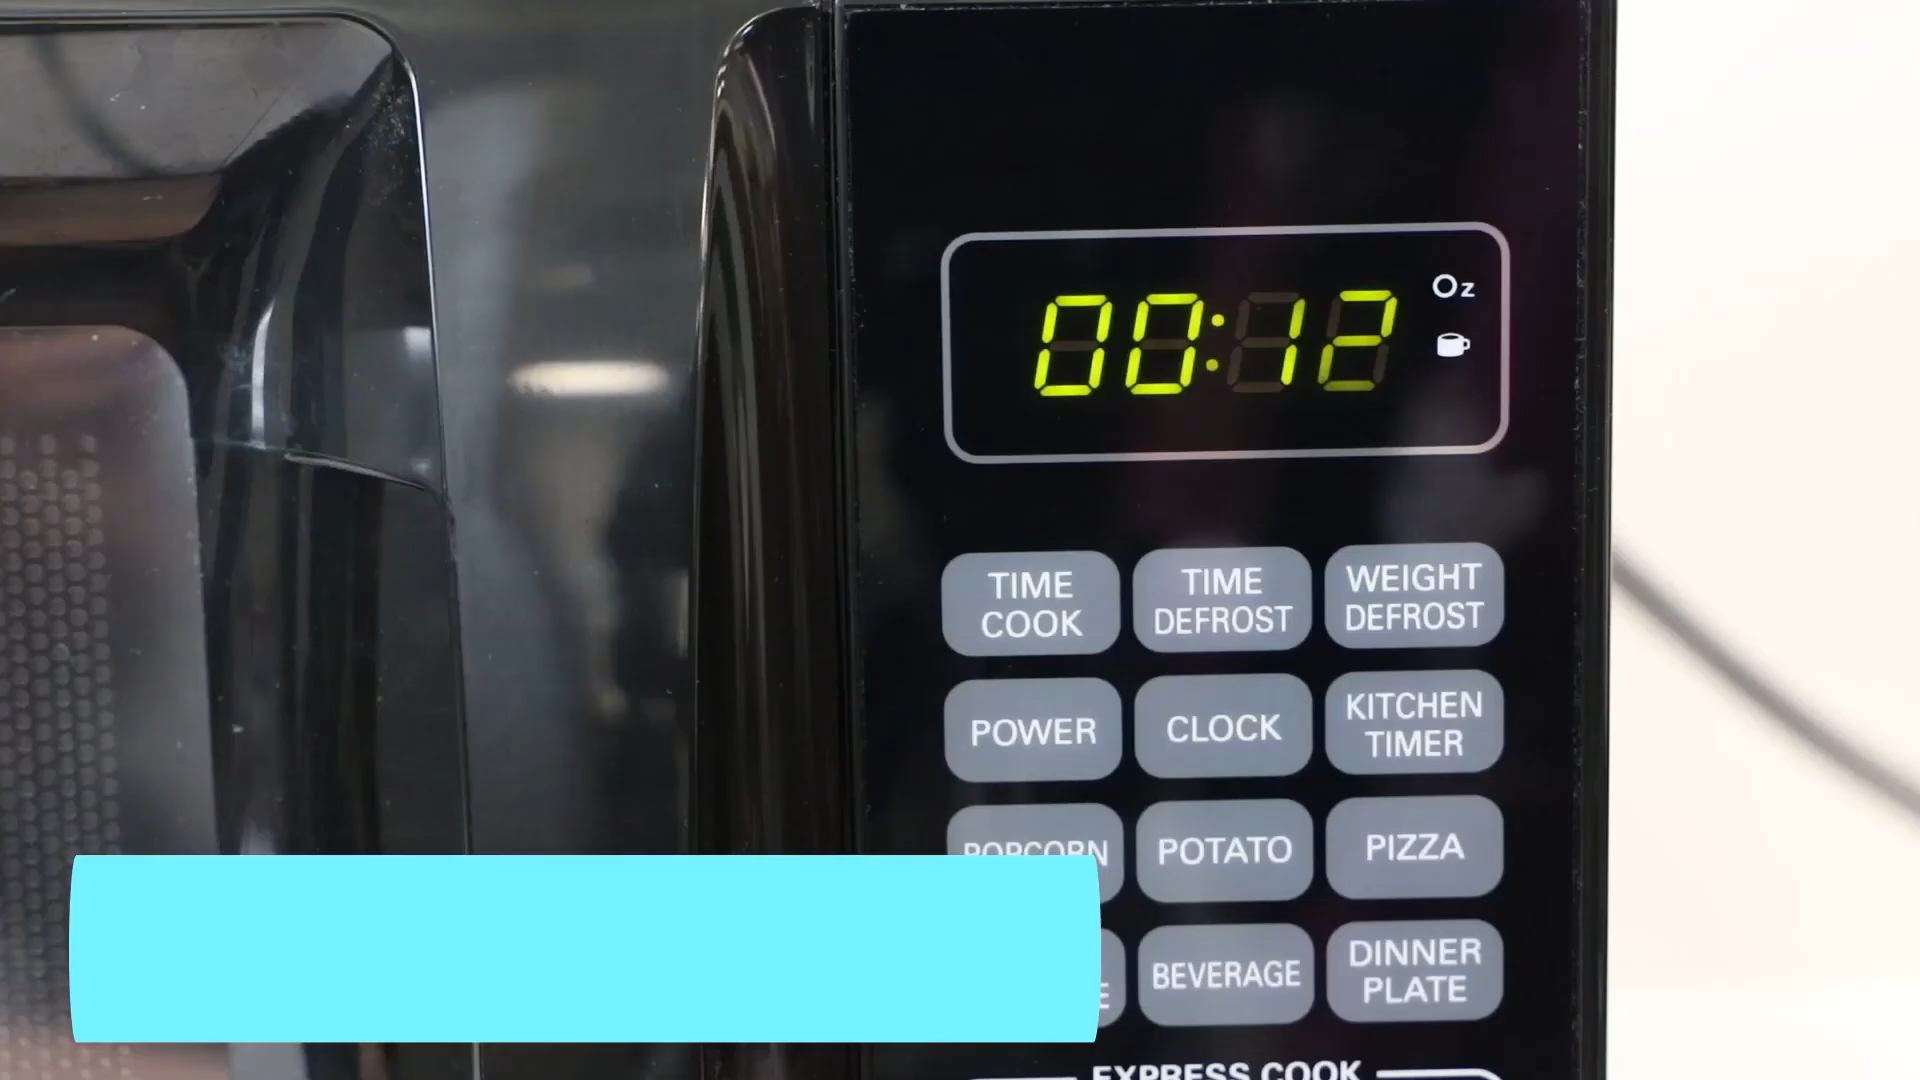 00:12
Oz
TIME
COOK
TIME
DEFROST
WEIGHT
DEFROST
POWER
CLOCK
KITCHEN
TIMER
POPCORN
POTATO
PIZZA
BEVERAGE
DINNER
PLATE
EXPRESS COOK